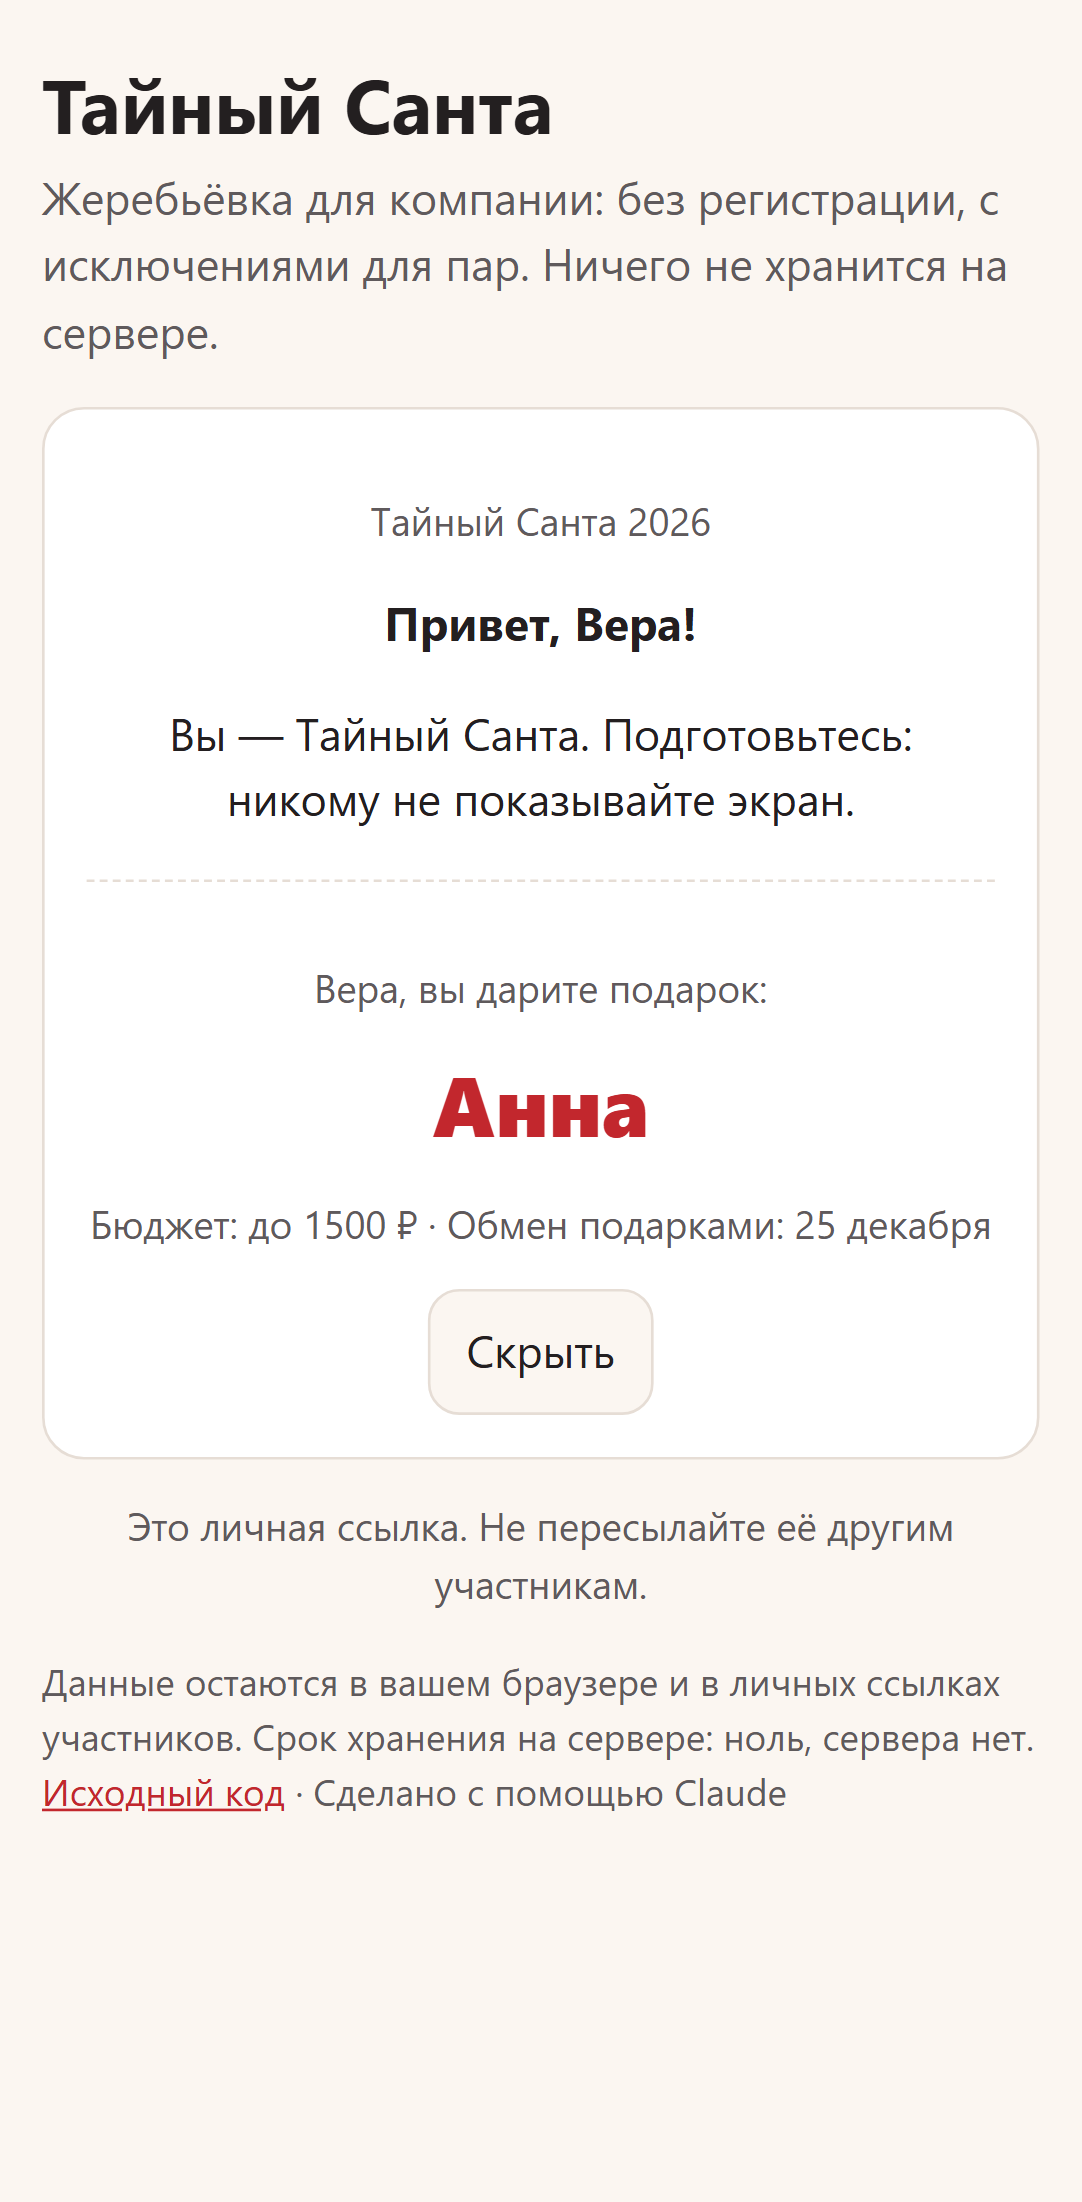 Тайный Санта
Жеребьёвка для компании: без регистрации, с
исключениями для пар. Ничего не хранится на
сервере.
Тайный Санта 2026
Привет, Вера!
Вы — Тайный Санта. Подготовьтесь:
никому не показывайте экран.
Вера, вы дарите подарок:
Анна
Бюджет: до 1500 ₽ · Обмен подарками: 25 декабря
Скрыть
Это личная ссылка. Не пересылайте её другим
участникам.
Данные остаются в вашем браузере и в личных ссылках
участников. Срок хранения на сервере: ноль, сервера нет.
Исходный код · Сделано с помощью Claude